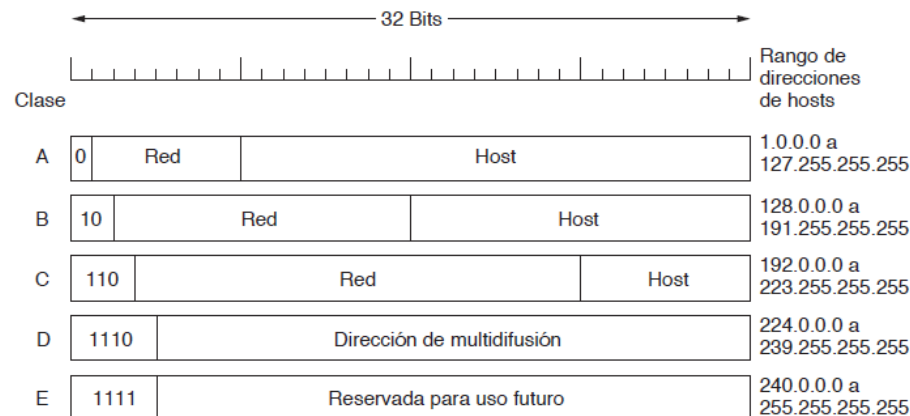 32 Bits
Rango de
direcciones
de hosts
Clase
A 0 Red Host 1.0.0.0 a
127.255.255.255
B 10 Red Host 128.0.0.0 a
191.255.255.255
C 110 Red Host 192.0.0.0 a
223.255.255.255
D 1110 Dirección de multidifusión 224.0.0.0 a
239.255.255.255
E 1111 Reservada para uso futuro 240.0.0.0 a
255.255.255.255